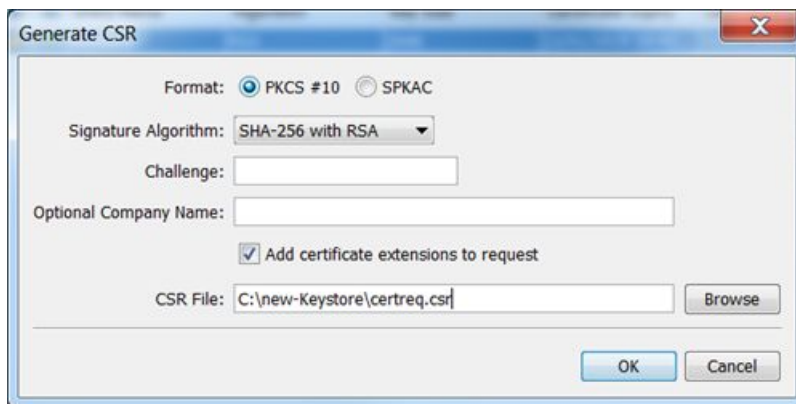 Generate CSR
Format: PKCS #10 SPKAC
Signature Algorithm: SHA-256 with RSA
Challenge:
Optional Company Name:
Add certificate extensions to request
CSR File: C:\new-Keystore\certreq.csr Browse
OK Cancel